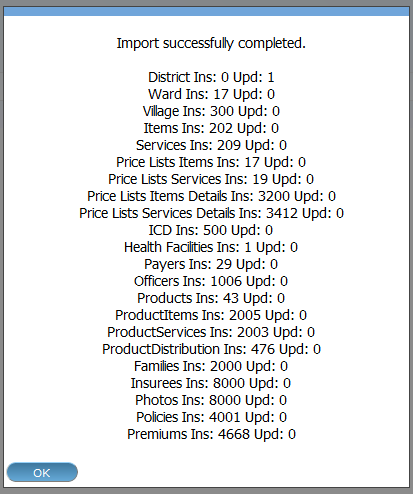 Import successfully completed.
District Ins: 0 Upd: 1
Ward Ins: 17 Upd: 0
Village Ins: 300 Upd: 0
Items Ins: 202 Upd: 0
Services Ins: 209 Upd: 0
Price Lists Items Ins: 17 Upd: 0
Price Lists Services Ins: 19 Upd: 0
Price Lists Items Details Ins: 3200 Upd: 0
Price Lists Services Details Ins: 3412 Upd: 0
ICD Ins: 500 Upd: 0
Health Facilities Ins: 1 Upd: 0
Payers Ins: 29 Upd: 0
Officers Ins: 1006 Upd: 0
Products Ins: 43 Upd: 0
ProductItems Ins: 2005 Upd: 0
ProductServices Ins: 2003 Upd: 0
ProductDistribution Ins: 476 Upd: 0
Families Ins: 2000 Upd: 0
Insurees Ins: 8000 Upd: 0
Photos Ins: 8000 Upd: 0
Policies Ins: 4001 Upd: 0
Premiums Ins: 4668 Upd: 0
OK